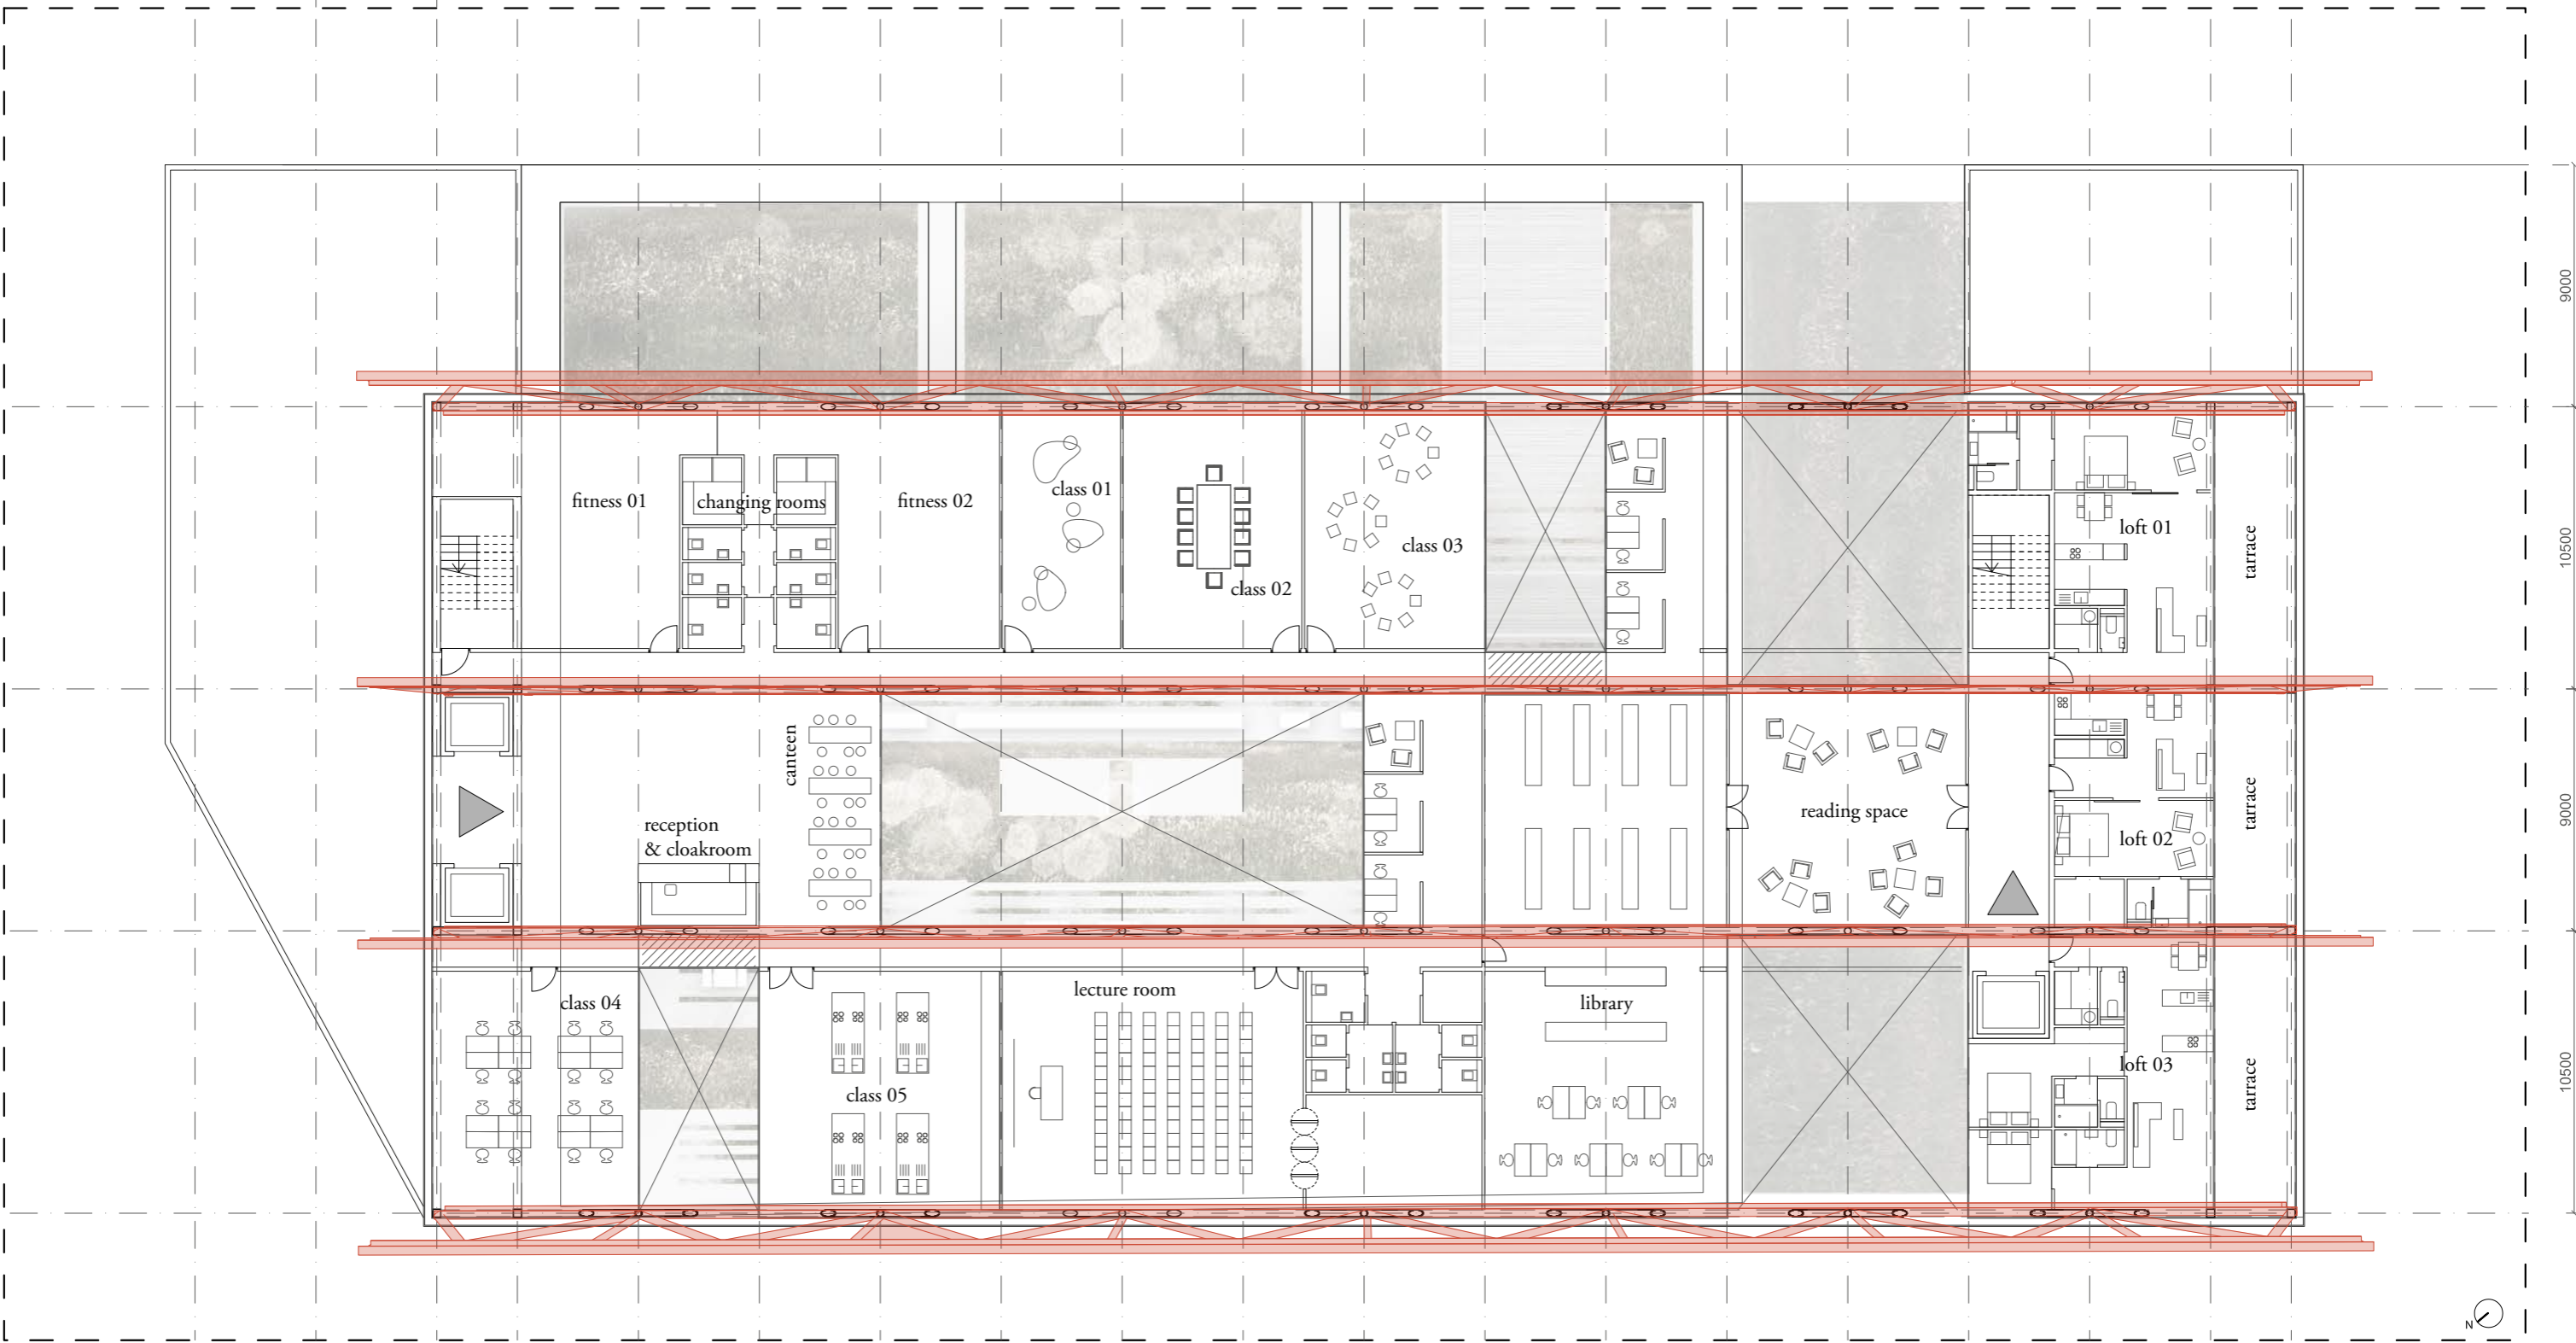 9000
fitness 01
changing rooms
fitness 02
class 01
class 02
class 03
loft 01
tarrace
10500
canteen
reception
& cloakroom
reading space
loft 02
tarrace
9000
class 04
class 05
lecture room
library
loft 03
tarrace
10500
N